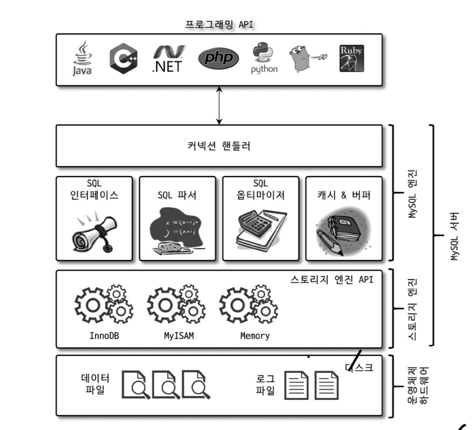 프로그래밍 API
Java
C++
.NET
php
python
Ruby
커넥션 핸들러
SQL
인터페이스
SQL 파서
SQL
옵티마이저
캐시 & 버퍼
MySQL 엔진
MySQL 서버
스토리지 엔진 API
InnoDB
MyISAM
Memory
스토리지 엔진
디스크
데이터
파일
로그
파일
운영체제
하드웨어